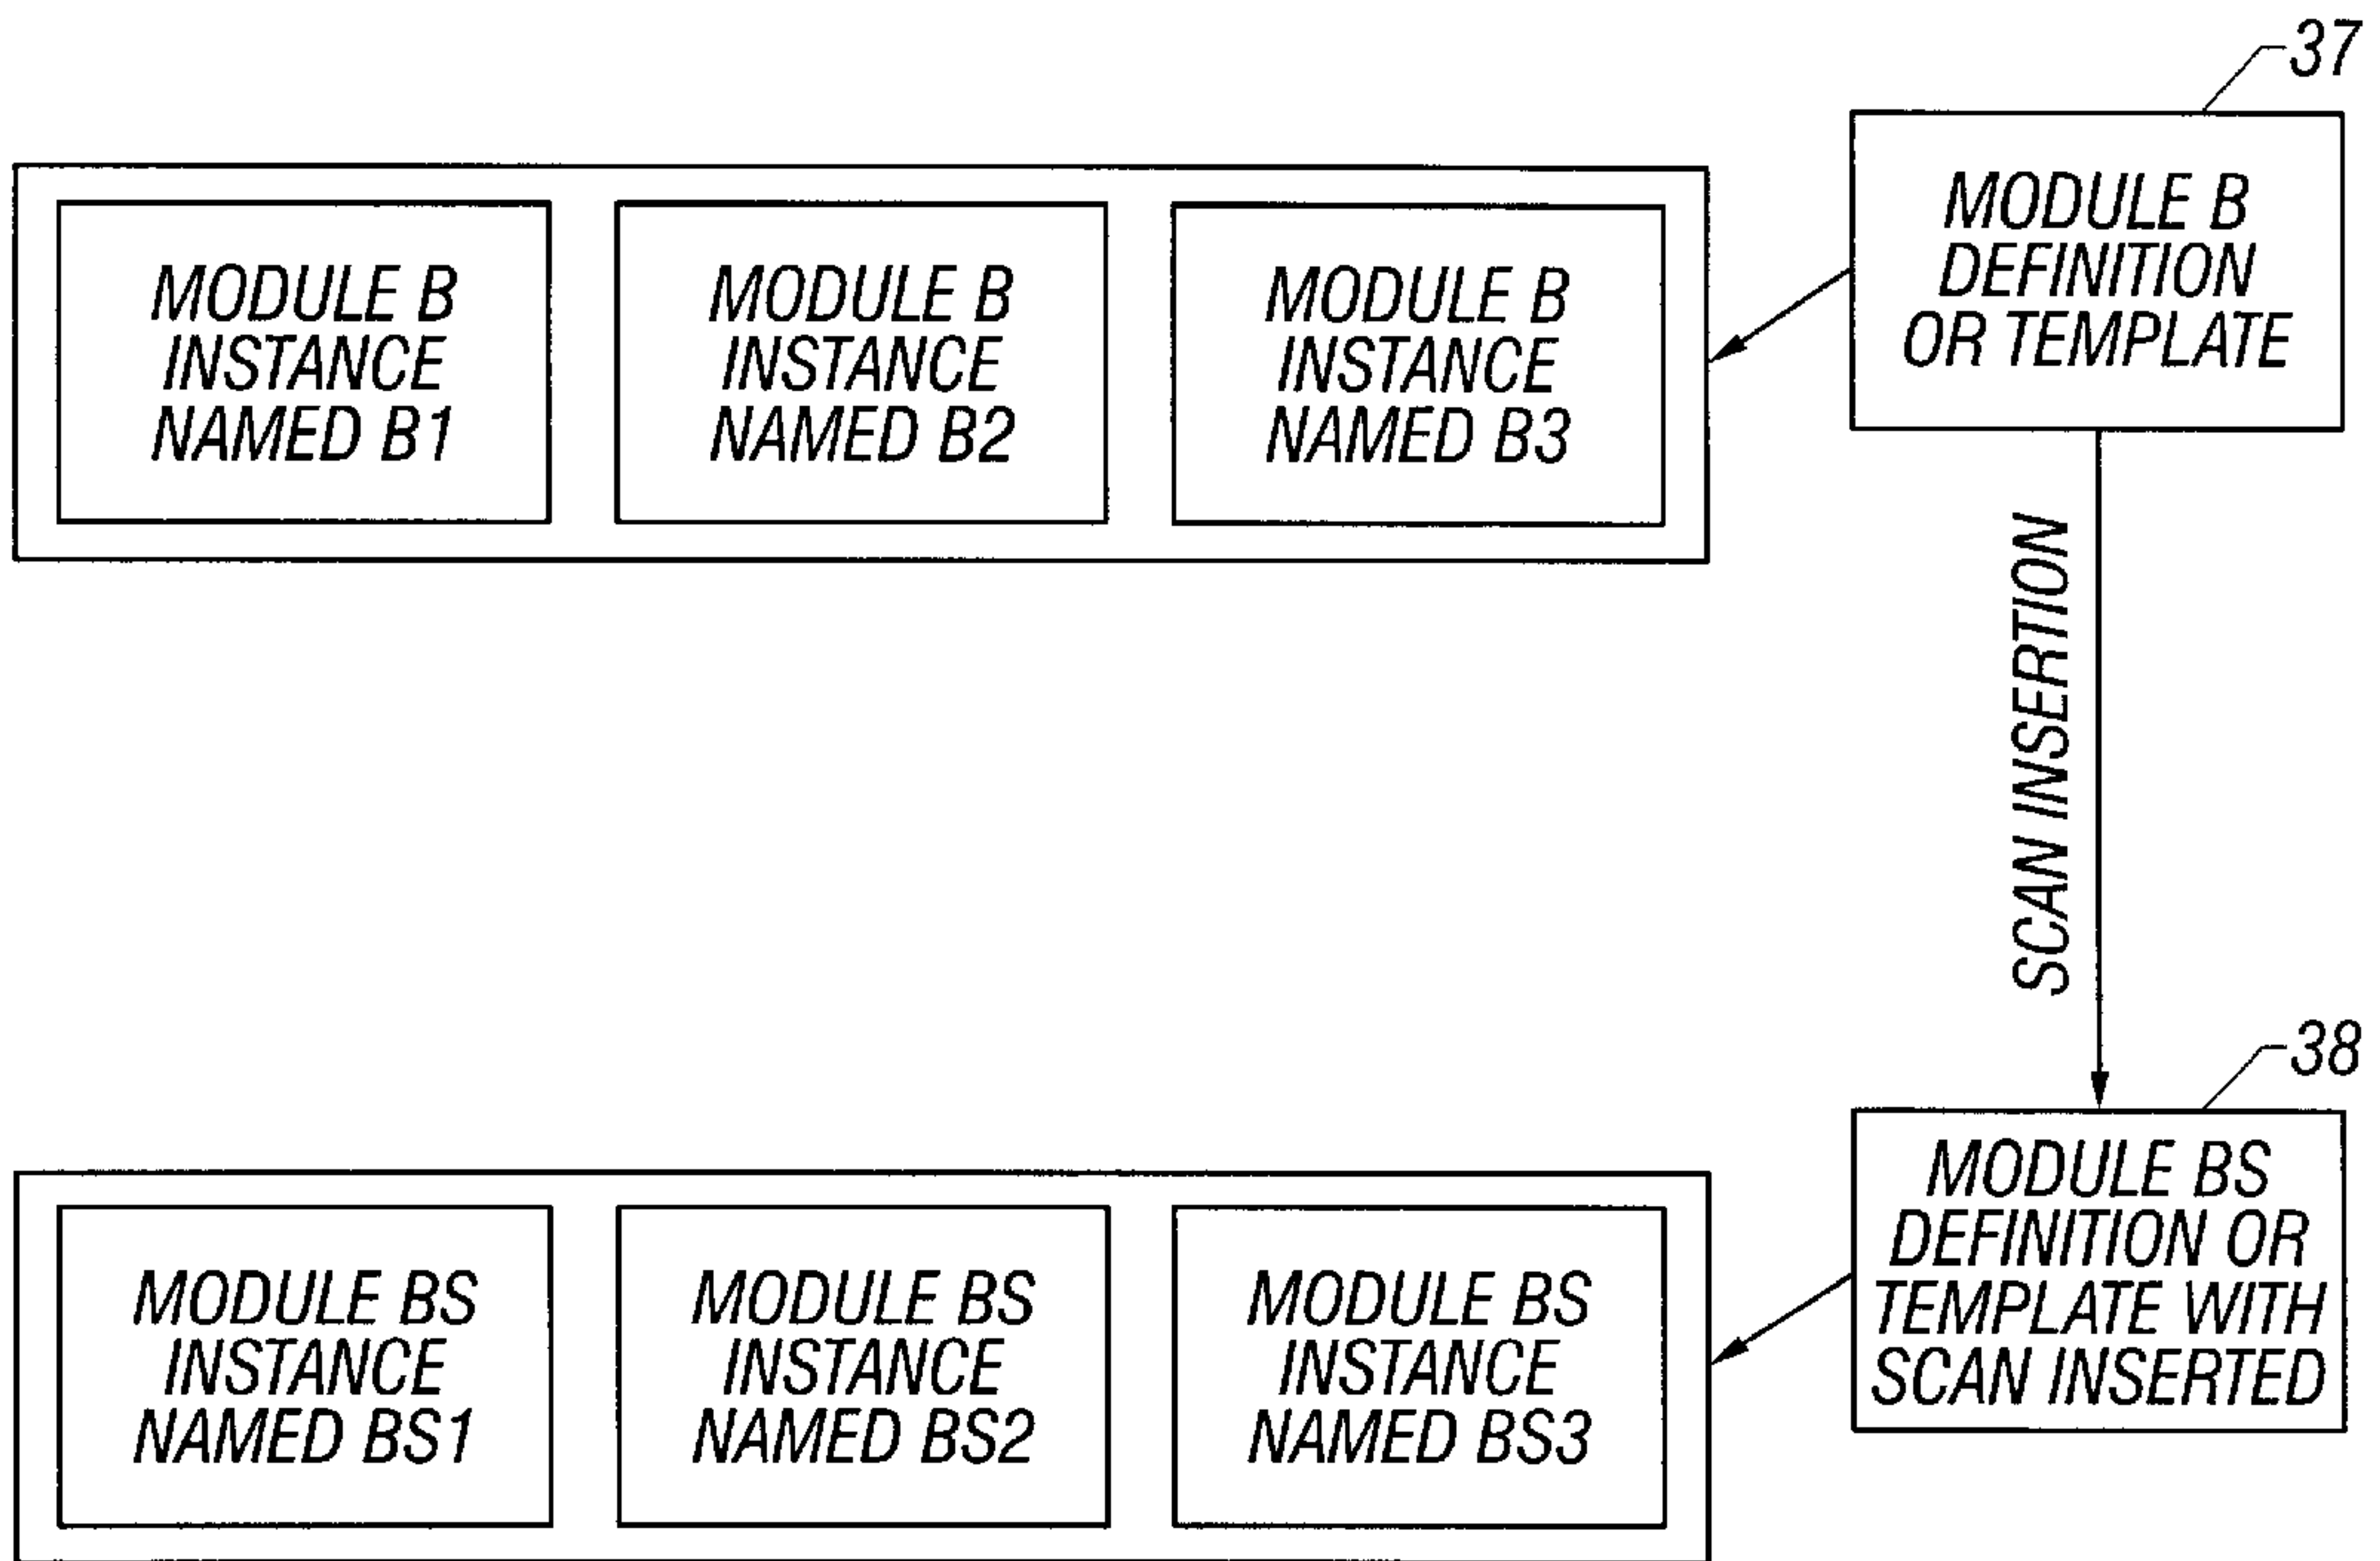 37
MODULE B
INSTANCE
NAMED B1
MODULE B
INSTANCE
NAMED B2
MODULE B
INSTANCE
NAMED B3
MODULE B
DEFINITION
OR TEMPLATE
SCAN INSERTION
38
MODULE BS
INSTANCE
NAMED BS1
MODULE BS
INSTANCE
NAMED BS2
MODULE BS
INSTANCE
NAMED BS3
MODULE BS
DEFINITION OR
TEMPLATE WITH
SCAN INSERTED